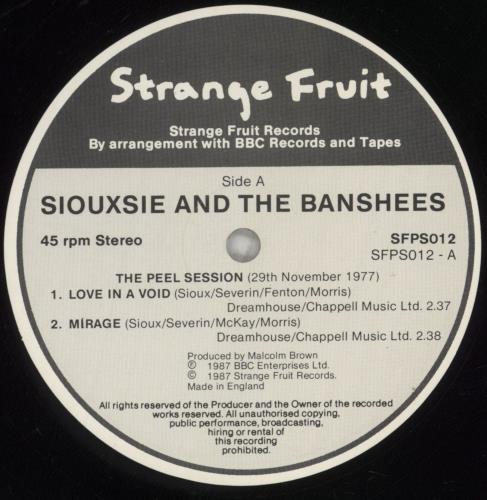 Strange Fruit
Strange Fruit Records
By arrangement with BBC Records and Tapes
Side A
SIOUXSIE AND THE BANSHEES
45 rpm Stereo SFPS012
SFPS012 - A
THE PEEL SESSION (29th November 1977)
1. LOVE IN A VOID (Sioux/Severin/Fenton/Morris)
Dreamhouse/Chappell Music Ltd. 2.37
2. MIRAGE (Sioux/Severin/McKay/Morris)
Dreamhouse/Chappell Music Ltd. 2.38
Produced by Malcolm Brown
℗ 1987 BBC Enterprises Ltd.
© 1987 Strange Fruit Records.
Made in England
All rights reserved of the Producer and the Owner of the recorded
works reserved. All unauthorised copying,
public performance, broadcasting,
hiring or rental of
this recording
prohibited.